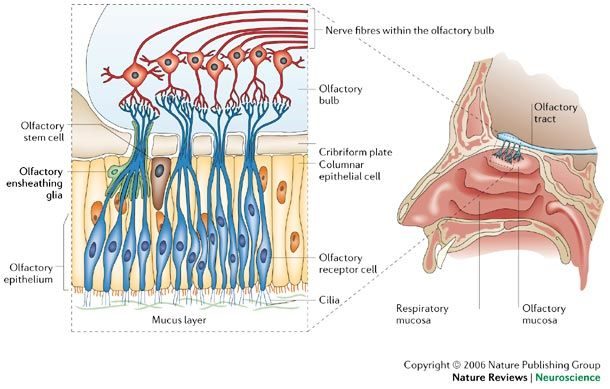 Nerve fibres within the olfactory bulb
Olfactory
bulb
Olfactory
stem cell
Olfactory
ensheathing
glia
Cribriform plate
Columnar
epithelial cell
Olfactory
epithelium
Olfactory
receptor cell
Cilia
Mucus layer
Olfactory
tract
Respiratory
mucosa
Olfactory
mucosa
Copyright © 2006 Nature Publishing Group
Nature Reviews | Neuroscience